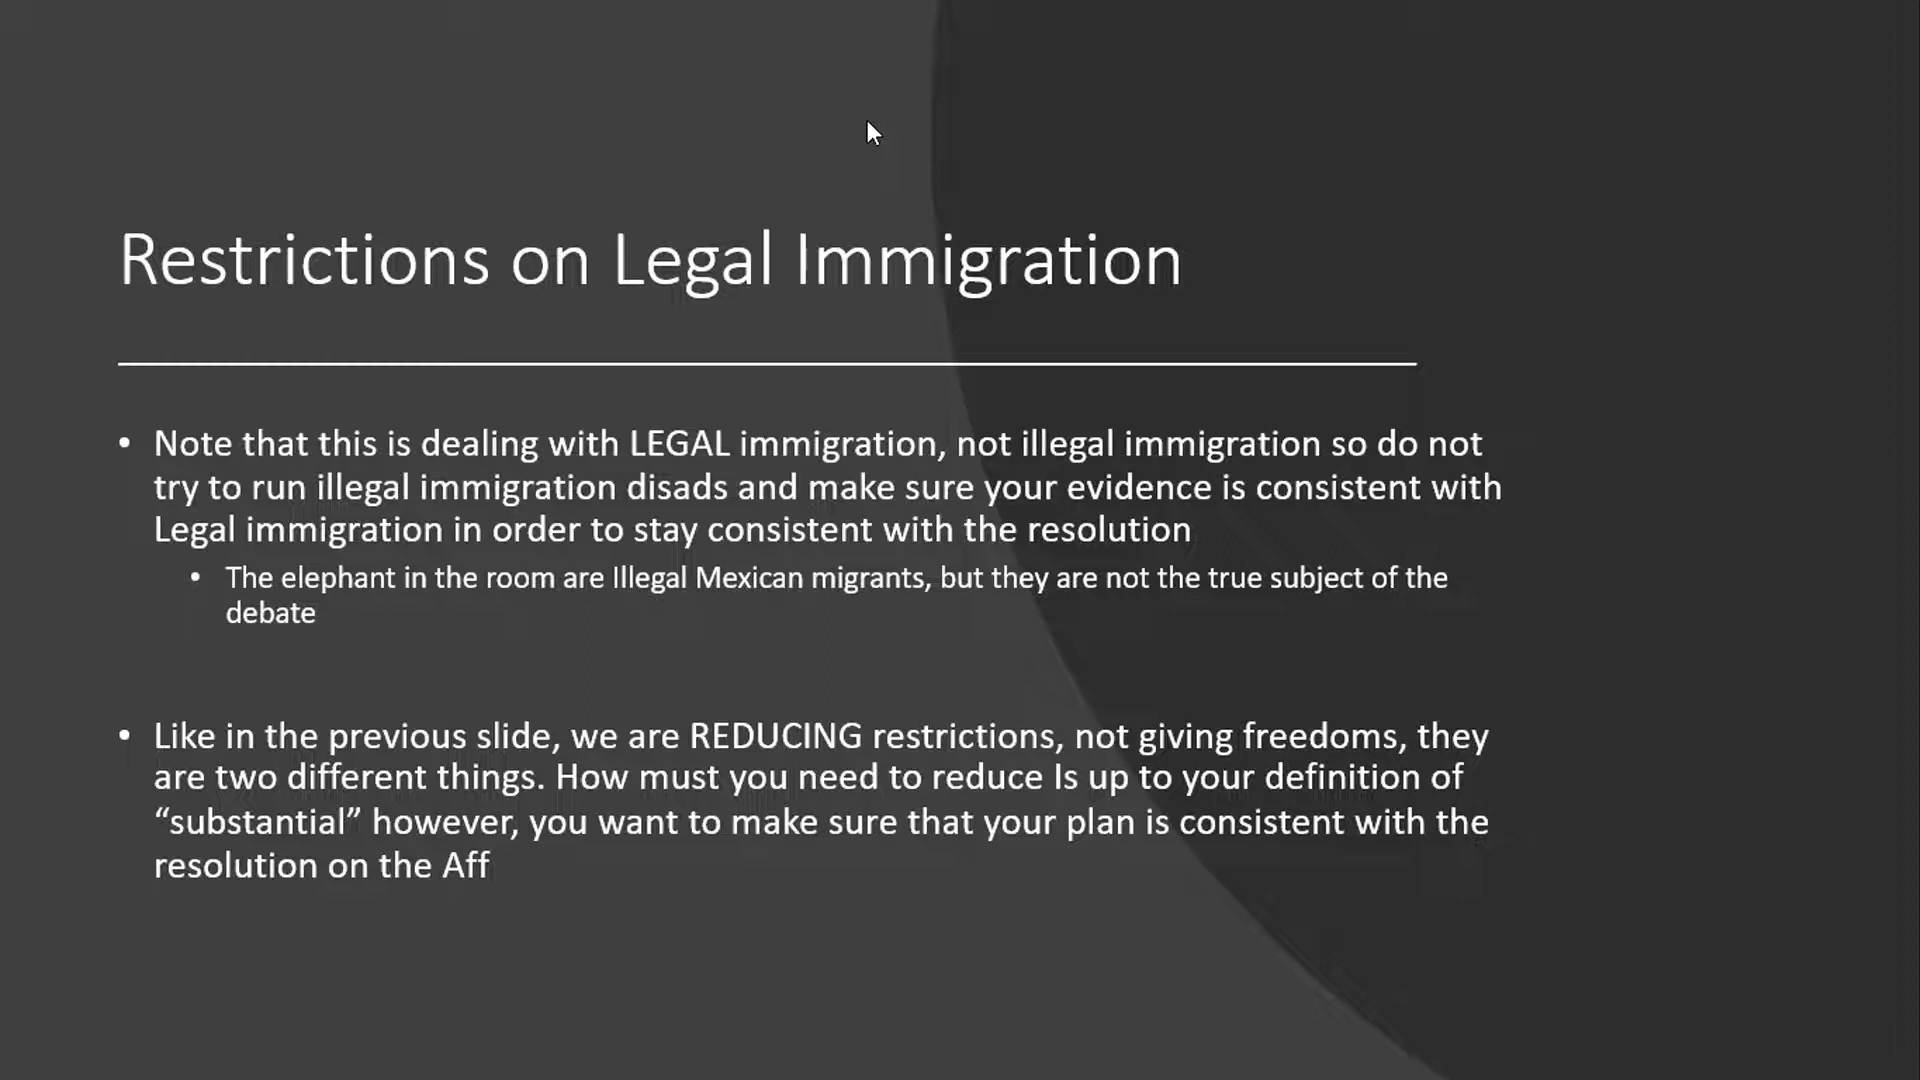 Restrictions on Legal Immigration
• Note that this is dealing with LEGAL immigration, not illegal immigration so do not
try to run illegal immigration disads and make sure your evidence is consistent with
Legal immigration in order to stay consistent with the resolution
• The elephant in the room are Illegal Mexican migrants, but they are not the true subject of the
debate
• Like in the previous slide, we are REDUCING restrictions, not giving freedoms, they
are two different things. How must you need to reduce Is up to your definition of
“substantial” however, you want to make sure that your plan is consistent with the
resolution on the Aff